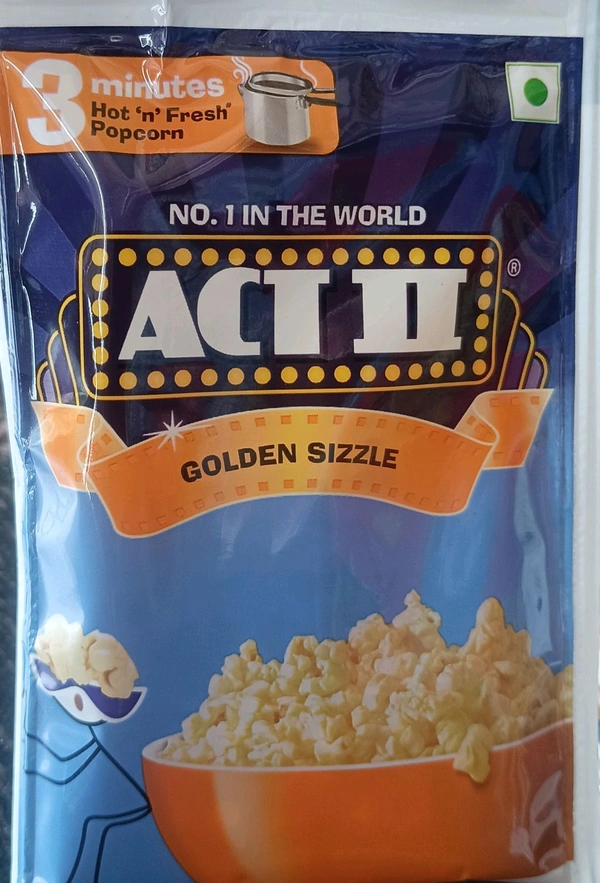 3 minutes
Hot 'n' Fresh
Popcorn
NO. 1 IN THE WORLD
ACT II ®
GOLDEN SIZZLE